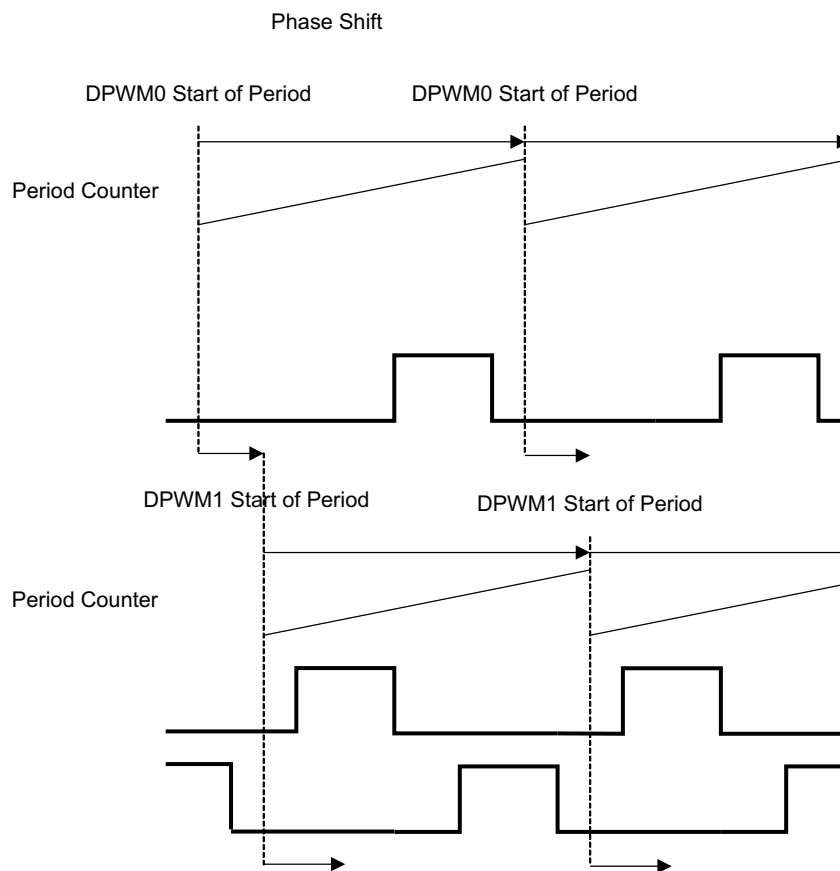 Phase Shift
DPWM0 Start of Period
DPWM0 Start of Period
Period Counter
DPWM1 Start of Period
DPWM1 Start of Period
Period Counter